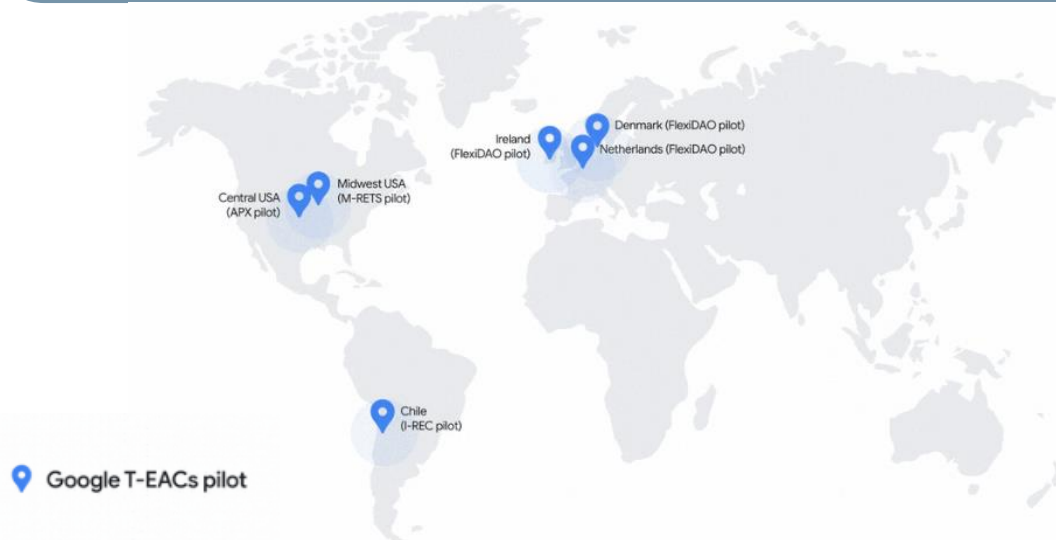 Denmark (FlexiDAO pilot)
Ireland
(FlexiDAO pilot)
Netherlands (FlexiDAO pilot)
Midwest USA
(M-RETS pilot)
Central USA
(APX pilot)
Chile
(I-REC pilot)
Google T-EACs pilot